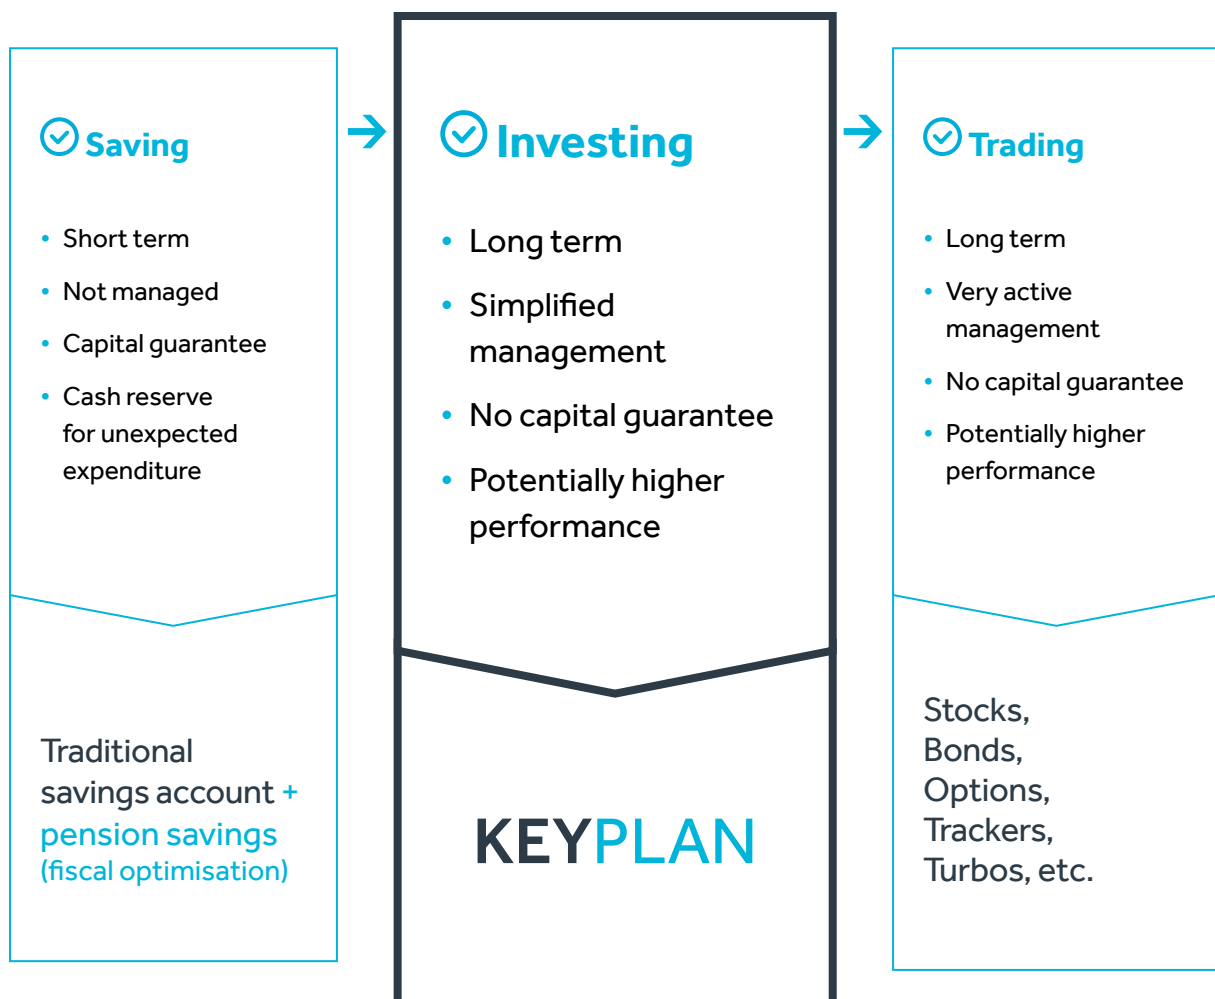 Saving
• Short term
• Not managed
• Capital guarantee
• Cash reserve
for unexpected
expenditure
Traditional
savings account +
pension savings
(fiscal optimisation)
Investing
• Long term
• Simplified
management
• No capital guarantee
• Potentially higher
performance
KEYPLAN
Trading
• Long term
• Very active
management
• No capital guarantee
• Potentially higher
performance
Stocks,
Bonds,
Options,
Trackers,
Turbos, etc.